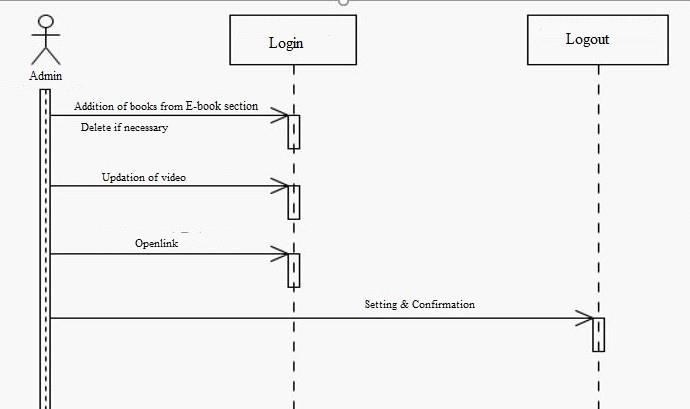 Login
Logout
Admin
Addition of books from E-book section
Delete if necessary
Updation of video
Openlink
Setting & Confirmation